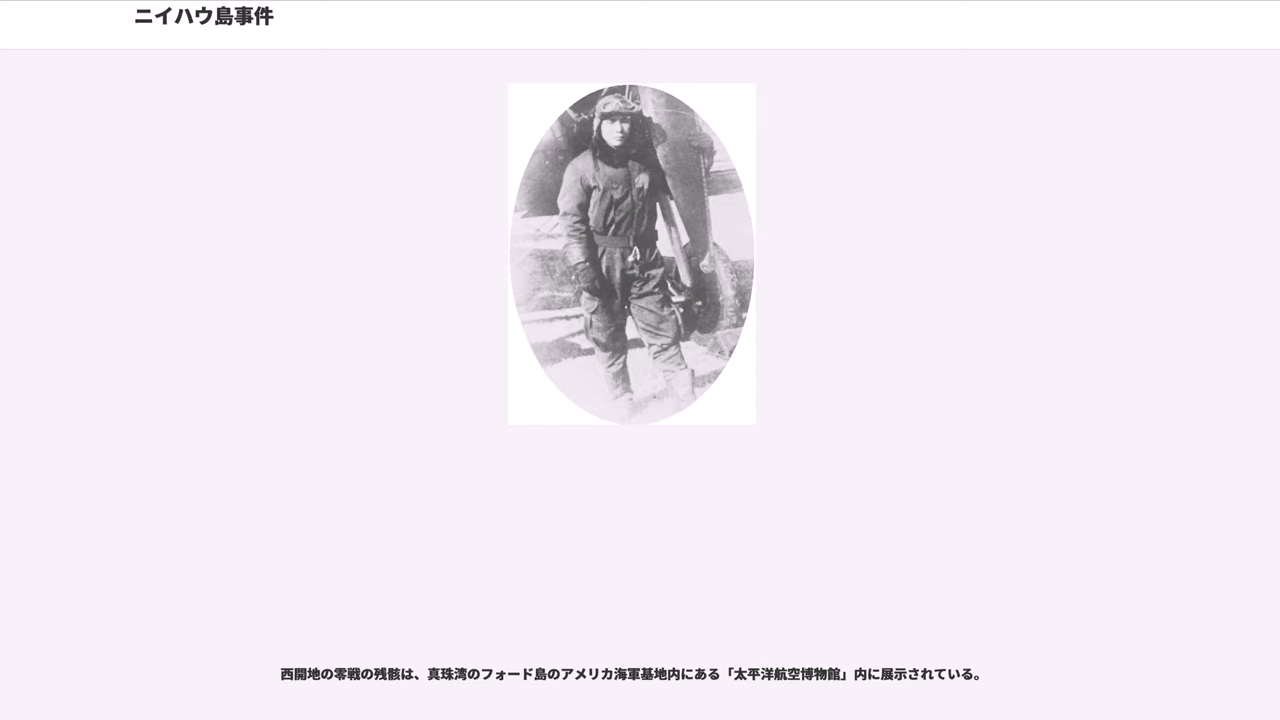 ニイハウ島事件
西開地の零戦の残骸は、真珠湾のフォード島のアメリカ海軍基地内にある「太平洋航空博物館」内に展示されている。